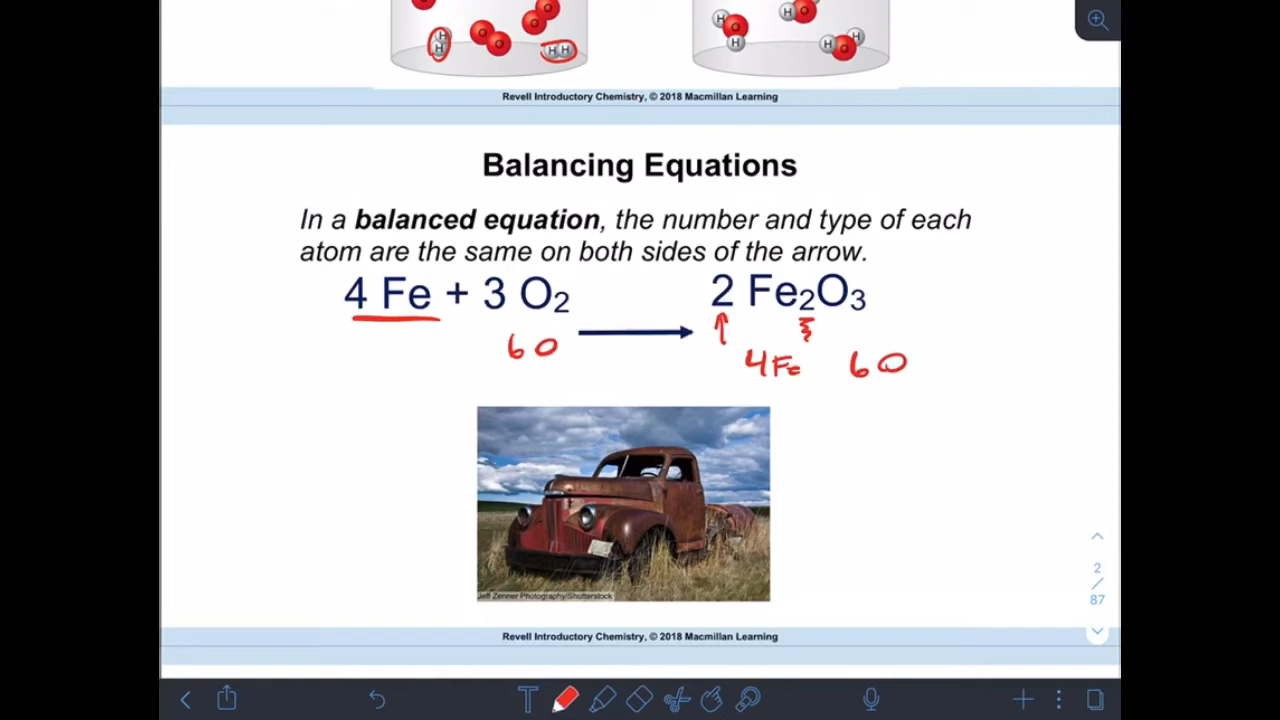 H H O O O H H
H O H H O H O H
Revell Introductory Chemistry, © 2018 Macmillan Learning
Balancing Equations
In a balanced equation, the number and type of each
atom are the same on both sides of the arrow.
4 Fe + 3 O₂ ⟶ 2 Fe₂O₃
6 O 4Fe 6 O
Jeff Zenner Photography/Shutterstock
2
/
87
Revell Introductory Chemistry, © 2018 Macmillan Learning
T